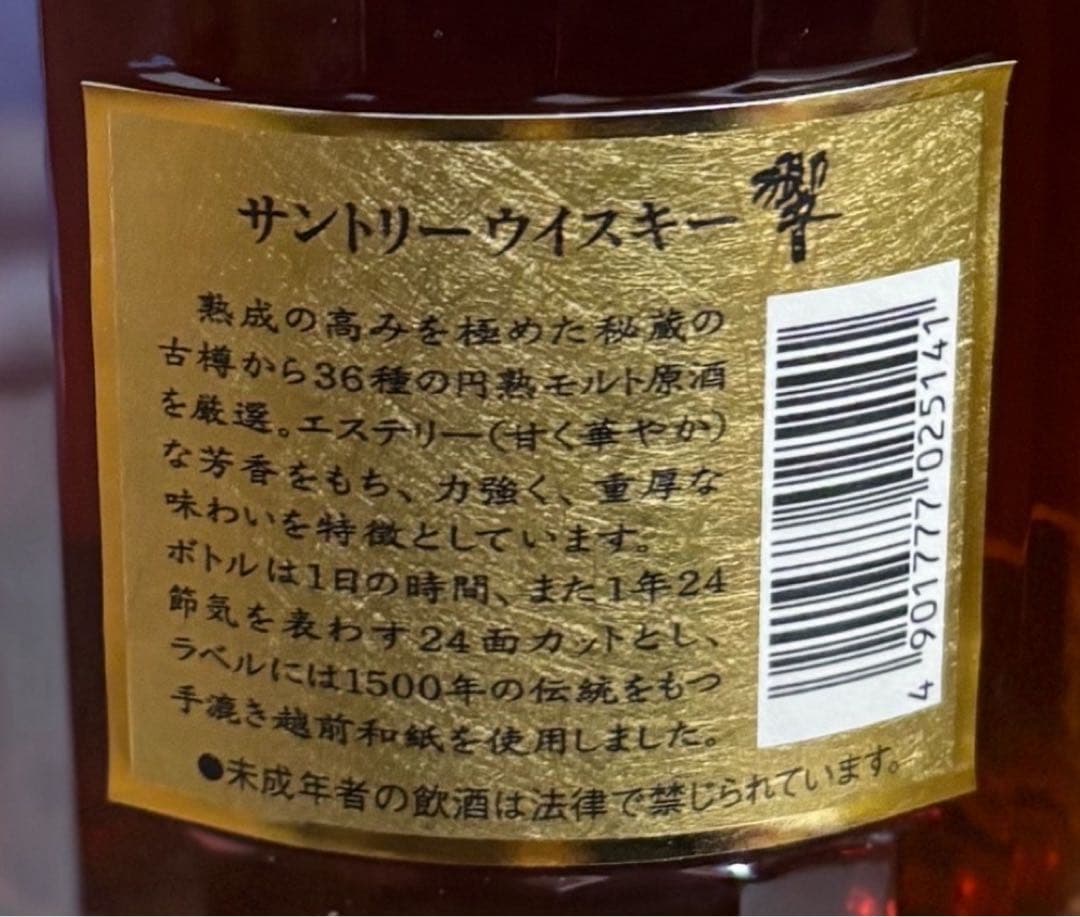 サントリーウイスキー 響
熟成の高みを極めた秘蔵の
古樽から36種の円熟モルト原酒
を厳選。エステリー(甘く華やか)
な芳香をもち、力強く、重厚な
味わいを特徴としています。
ボトルは1日の時間、また1年24
節気を表わす24面カットとし、
ラベルには1500年の伝統をもつ
手漉き越前和紙を使用しました。
●未成年者の飲酒は法律で禁じられています。
4 901777 025141